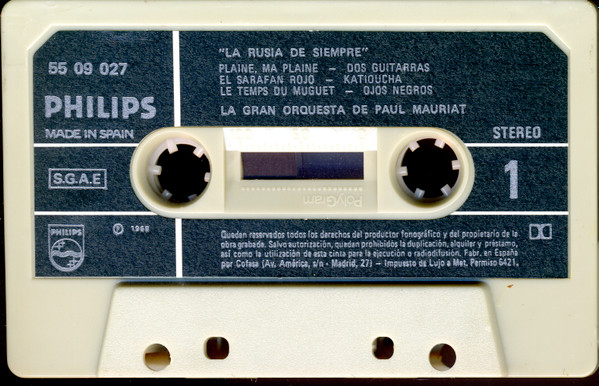 "LA RUSIA DE SIEMPRE"
55 09 027
PLAINE, MA PLAINE — DOS GUITARRAS
EL SARAFAN ROJO — KATIOUCHA
LE TEMPS DU MUGUET — OJOS NEGROS
PHILIPS
LA GRAN ORQUESTA DE PAUL MAURIAT
MADE IN SPAIN
STEREO
S.G.A.E
1
PolyGram
PHILIPS
℗ 1968
Quedan reservados todos los derechos del productor fonográfico y del propietario de la
obra grabada. Salvo autorización, quedan prohibidos la duplicación, alquiler y préstamo,
así como la utilización de esta cinta para la ejecución o radiodifusión. Fabr. en España
por Cofasa (Av. América, s/n - Madrid, 27) — Impuesto de Lujo a Met. Permiso 6421.